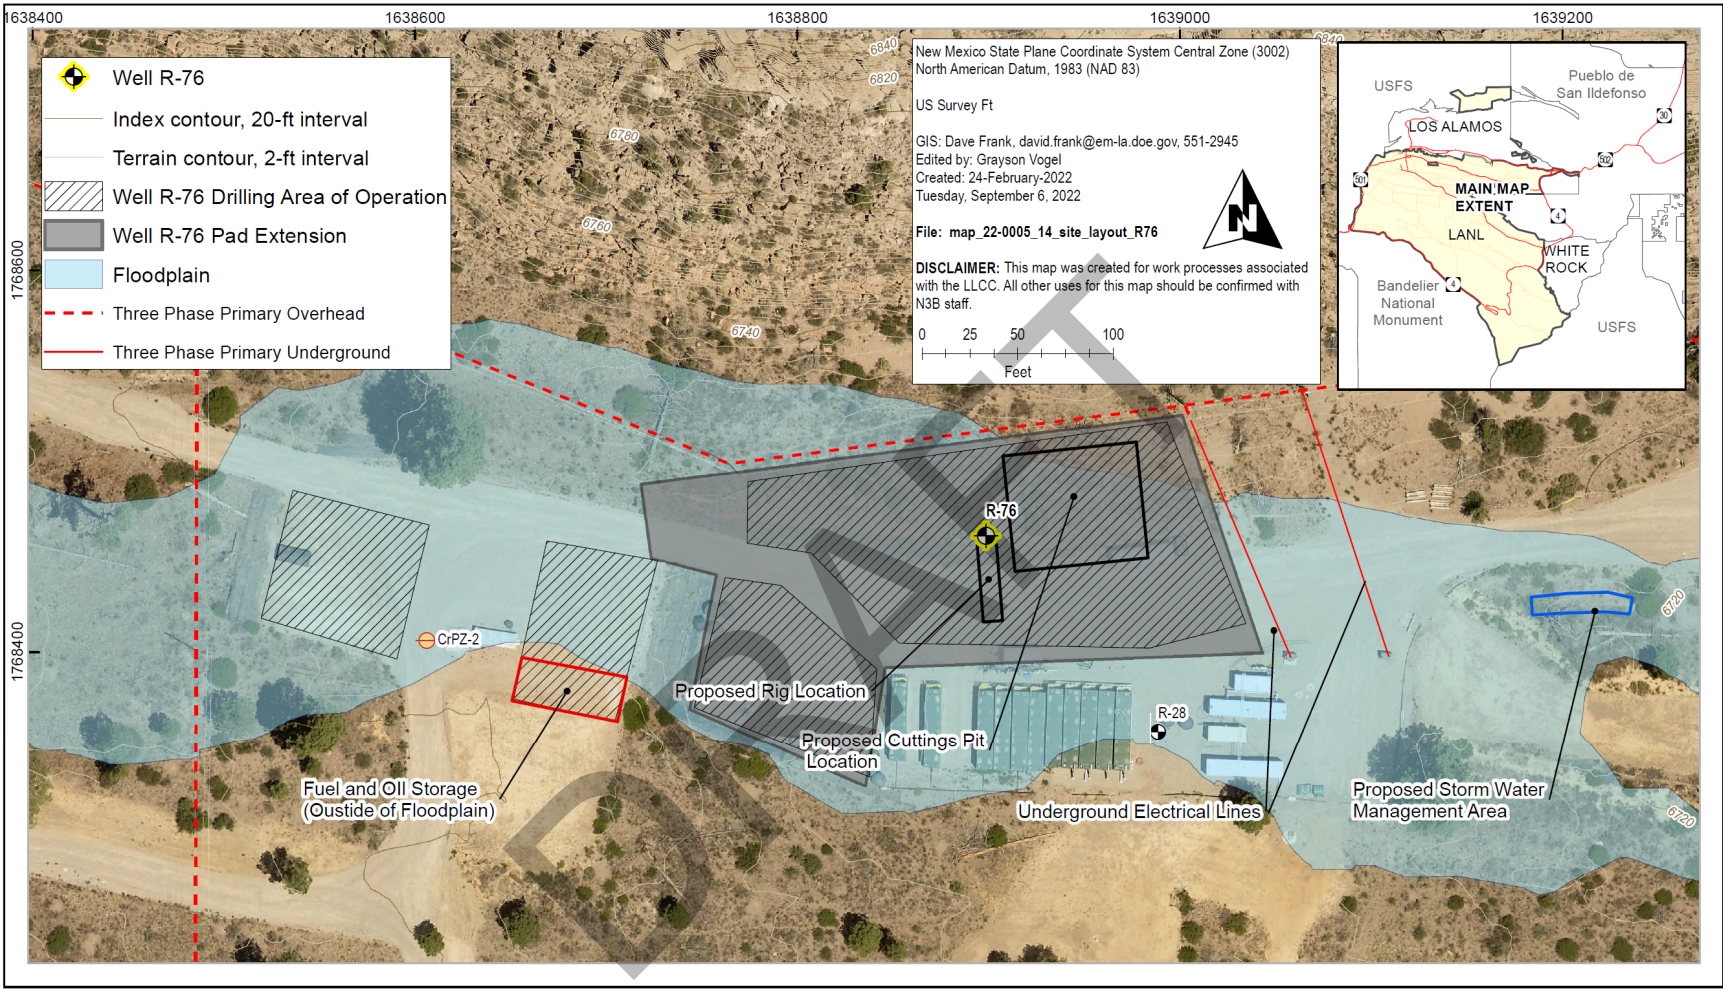 1638400
1638600
1638800
1639000
1639200
1768600
1768400
Well R-76
Index contour, 20-ft interval
Terrain contour, 2-ft interval
Well R-76 Drilling Area of Operation
Well R-76 Pad Extension
Floodplain
Three Phase Primary Overhead
Three Phase Primary Underground
6840
6820
6840
6780
6760
6740
New Mexico State Plane Coordinate System Central Zone (3002)
North American Datum, 1983 (NAD 83)
US Survey Ft
GIS: Dave Frank, david.frank@em-la.doe.gov, 551-2945
Edited by: Grayson Vogel
Created: 24-February-2022
Tuesday, September 6, 2022
File: map_22-0005_14_site_layout_R76
N
DISCLAIMER: This map was created for work processes associated
with the LLCC. All other uses for this map should be confirmed with
N3B staff.
0 25 50 100
Feet
USFS
Pueblo de
San Ildefonso
30
LOS ALAMOS
502
501
MAIN MAP
EXTENT
4
LANL
WHITE
ROCK
4
Bandelier
National
Monument
USFS
DRAFT
R-76
CrPZ-2
6720
Proposed Rig Location
R-28
Proposed Cuttings Pit
Location
Fuel and OIl Storage
(Oustide of Floodplain)
Underground Electrical Lines
Proposed Storm Water
Management Area
6720